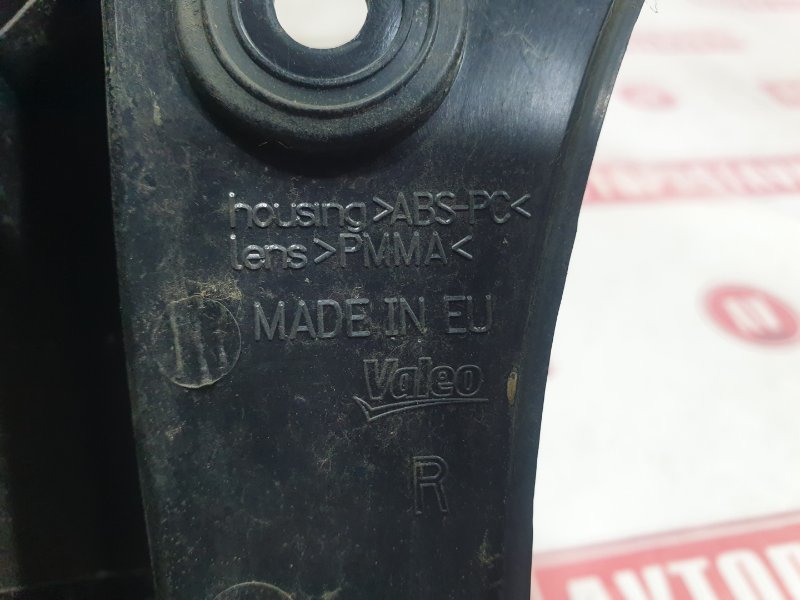 housing>ABS-PC<
lens>PMMA<
MADE IN EU
Valeo
R